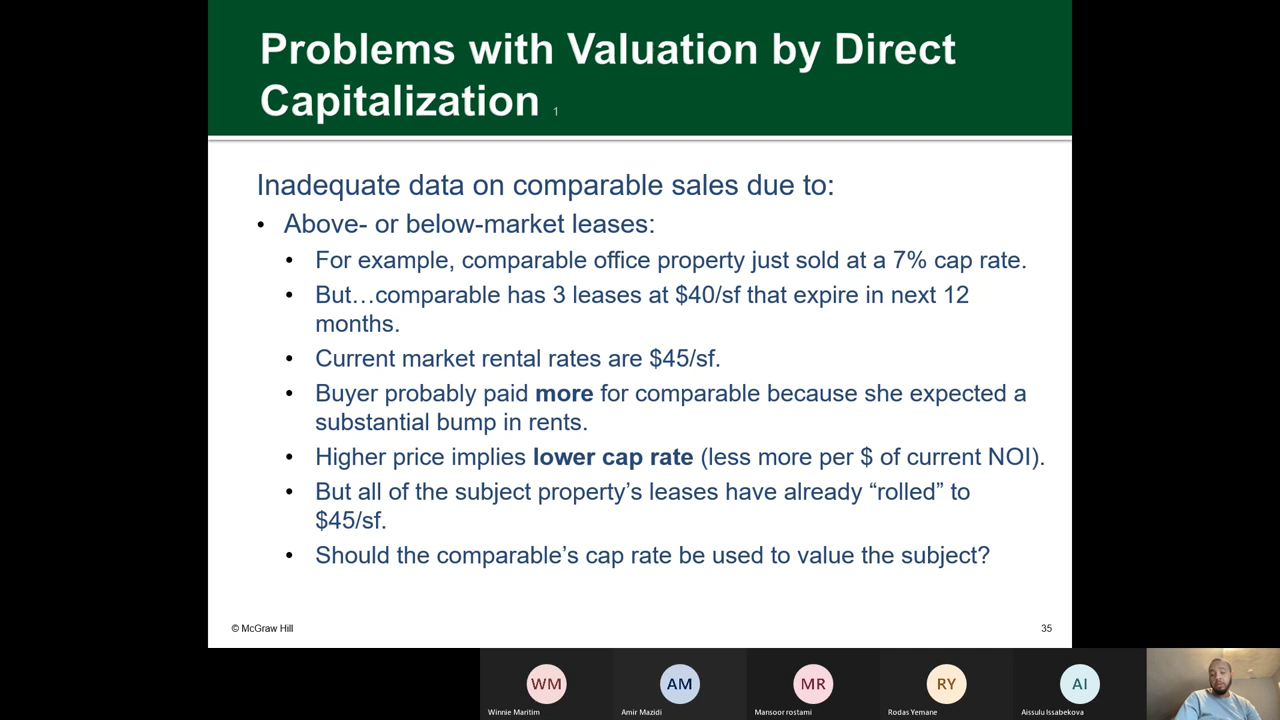 Problems with Valuation by Direct
Capitalization 1
Inadequate data on comparable sales due to:
• Above- or below-market leases:
• For example, comparable office property just sold at a 7% cap rate.
• But…comparable has 3 leases at $40/sf that expire in next 12
months.
• Current market rental rates are $45/sf.
• Buyer probably paid more for comparable because she expected a
substantial bump in rents.
• Higher price implies lower cap rate (less more per $ of current NOI).
• But all of the subject property’s leases have already “rolled” to
$45/sf.
• Should the comparable’s cap rate be used to value the subject?
© McGraw Hill
35
WM
AM
MR
RY
AI
Winnie Maritim
Amir Mazidi
Mansoor rostami
Rodas Yemane
Aissulu Issabekova